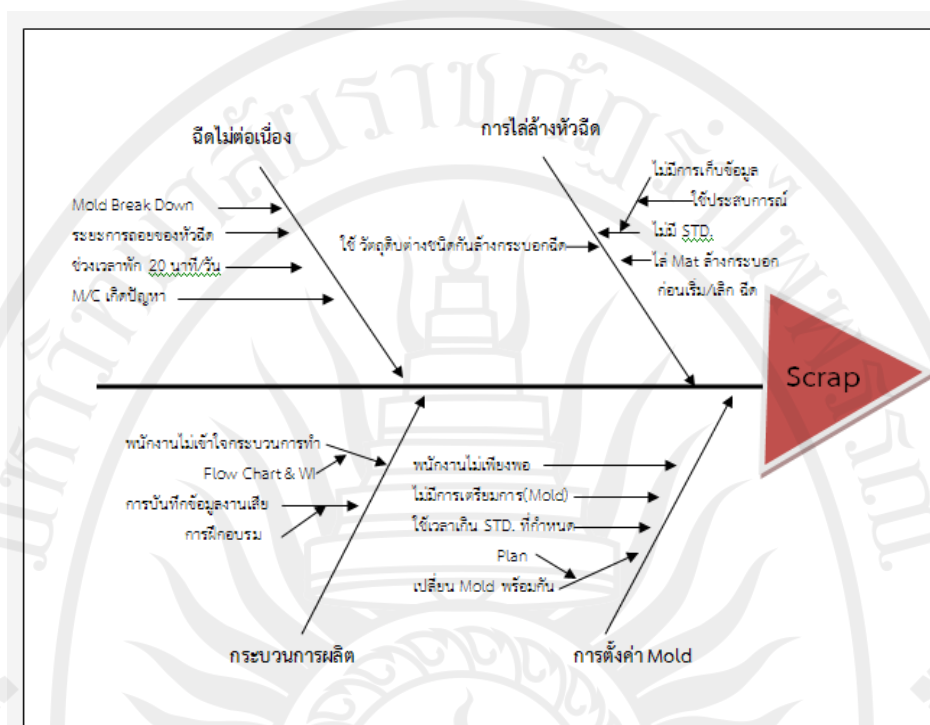 ฉีดไม่ต่อเนื่อง
การไล่ล้างหัวฉีด
Mold Break Down
ระยะการถอยของหัวฉีด
ช่วงเวลาพัก 20 นาที/วัน
M/C เกิดปัญหา
ไม่มีการเก็บข้อมูล
ใช้ประสบการณ์
ใช้ วัตถุดิบต่างชนิดกันล้างกระบอกฉีด
ไม่มี STD.
ไล่ Mat ล้างกระบอก
ก่อนเริ่ม/เลิก ฉีด
Scrap
พนักงานไม่เข้าใจกระบวนการทำ
Flow Chart & WI
การบันทึกข้อมูลงานเสีย
การฝึกอบรม
พนักงานไม่เพียงพอ
ไม่มีการเตรียมการ(Mold)
ใช้เวลาเกิน STD. ที่กำหนด
Plan
เปลี่ยน Mold พร้อมกัน
กระบวนการผลิต
การตั้งค่า Mold